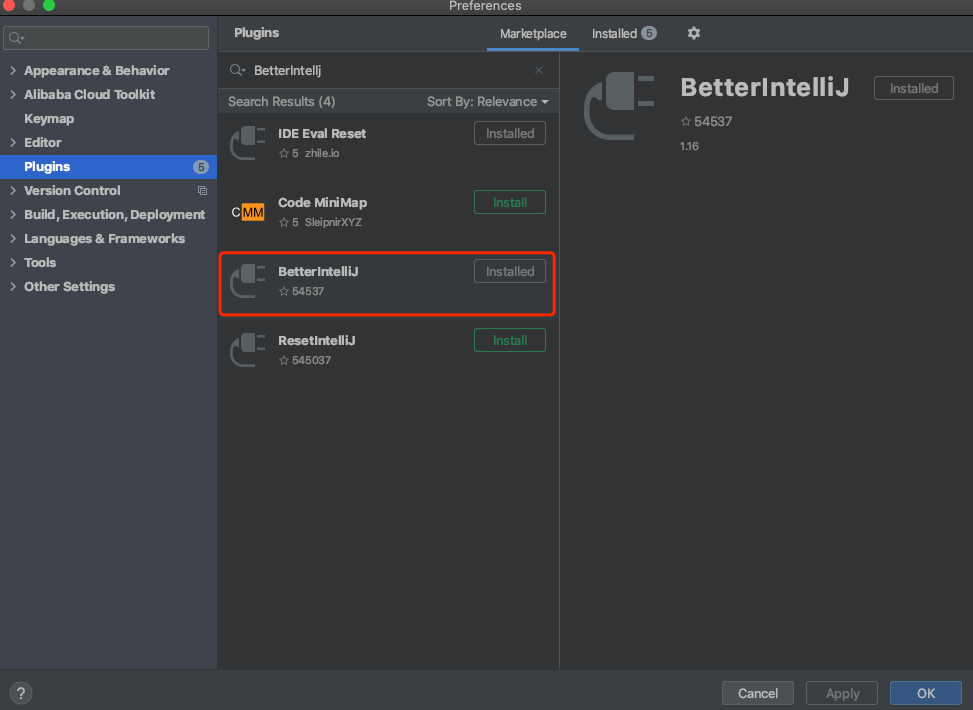 Preferences
Plugins
Marketplace
Installed 5
BetterIntellj
Search Results (4)
Sort By: Relevance
Appearance & Behavior
Alibaba Cloud Toolkit
Keymap
Editor
Plugins 5
Version Control
Build, Execution, Deployment
Languages & Frameworks
Tools
Other Settings
IDE Eval Reset
Installed
5 zhile.io
CMM
Code MiniMap
Install
5 SleipnirXYZ
BetterIntelliJ
Installed
54537
ResetIntelliJ
Install
545037
BetterIntelliJ
Installed
54537
1.16
?
Cancel
Apply
OK